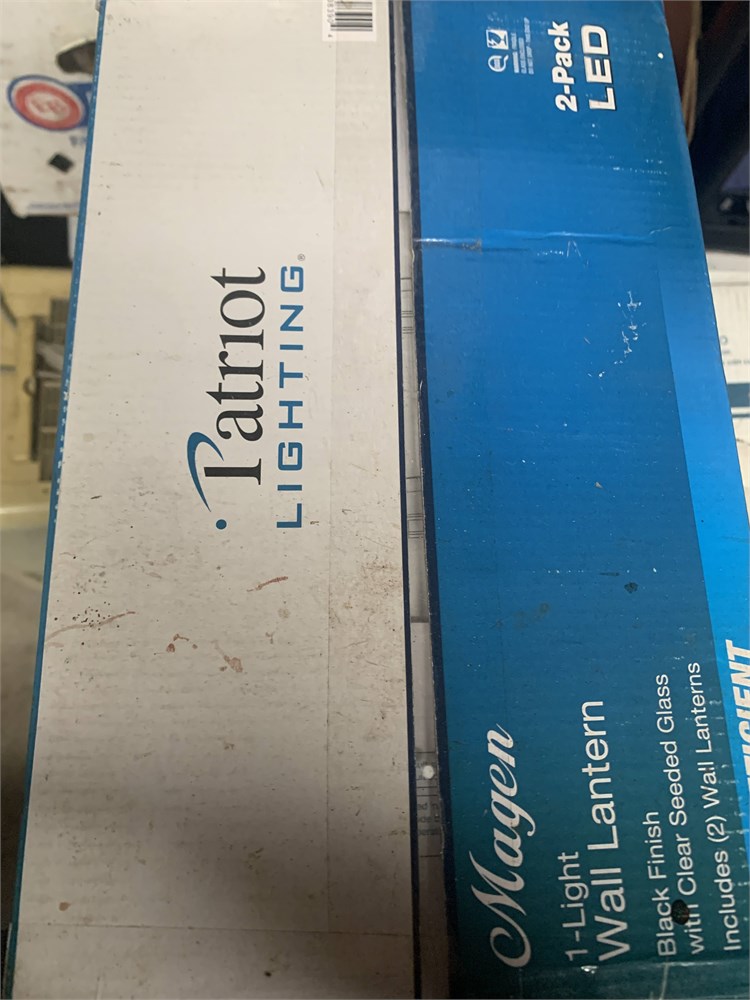 Patriot
LIGHTING®
2-Pack
LED
Magen
1-Light
Wall Lantern
Black Finish
with Clear Seeded Glass
Includes (2) Wall Lanterns